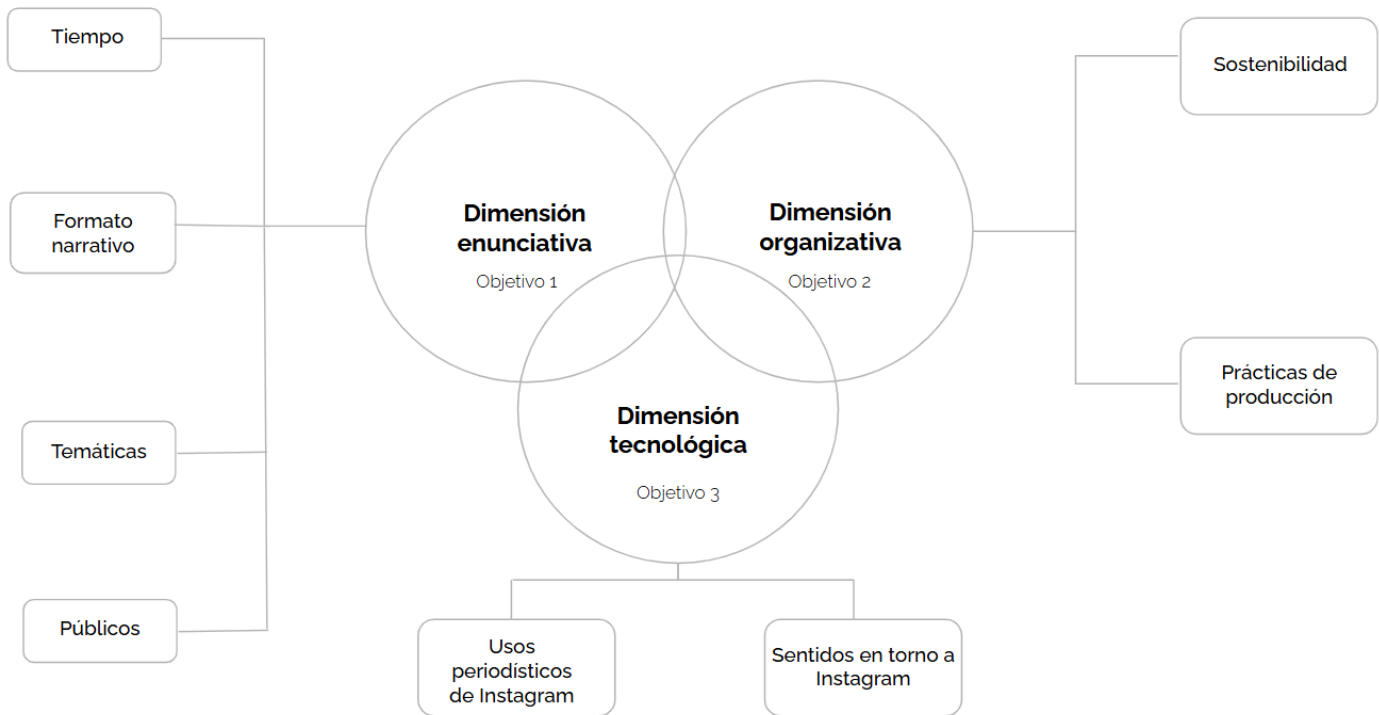 Tiempo
Sostenibilidad
Formato
narrativo
Dimensión
enunciativa
Objetivo 1
Dimensión
organizativa
Objetivo 2
Prácticas de
producción
Dimensión
tecnológica
Objetivo 3
Temáticas
Públicos
Usos
periodísticos
de Instagram
Sentidos en torno a
Instagram